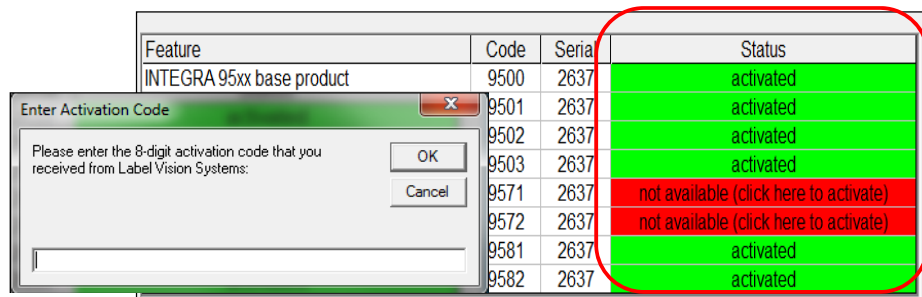 Feature Code Serial Status
INTEGRA 95xx base product 9500 2637 activated
9501 2637 activated
9502 2637 activated
9503 2637 activated
9571 2637 not available (click here to activate)
9572 2637 not available (click here to activate)
9581 2637 activated
9582 2637 activated
Enter Activation Code
Please enter the 8-digit activation code that you
received from Label Vision Systems:
OK
Cancel